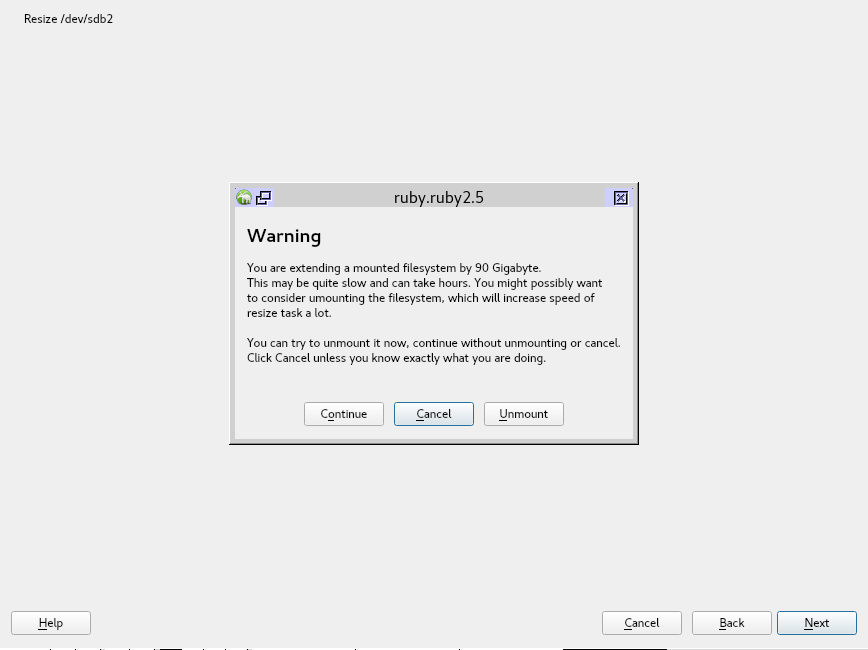 Resize /dev/sdb2
ruby.ruby2.5
Warning
You are extending a mounted filesystem by 90 Gigabyte.
This may be quite slow and can take hours. You might possibly want
to consider umounting the filesystem, which will increase speed of
resize task a lot.
You can try to unmount it now, continue without unmounting or cancel.
Click Cancel unless you know exactly what you are doing.
Continue Cancel Unmount
Help Cancel Back Next